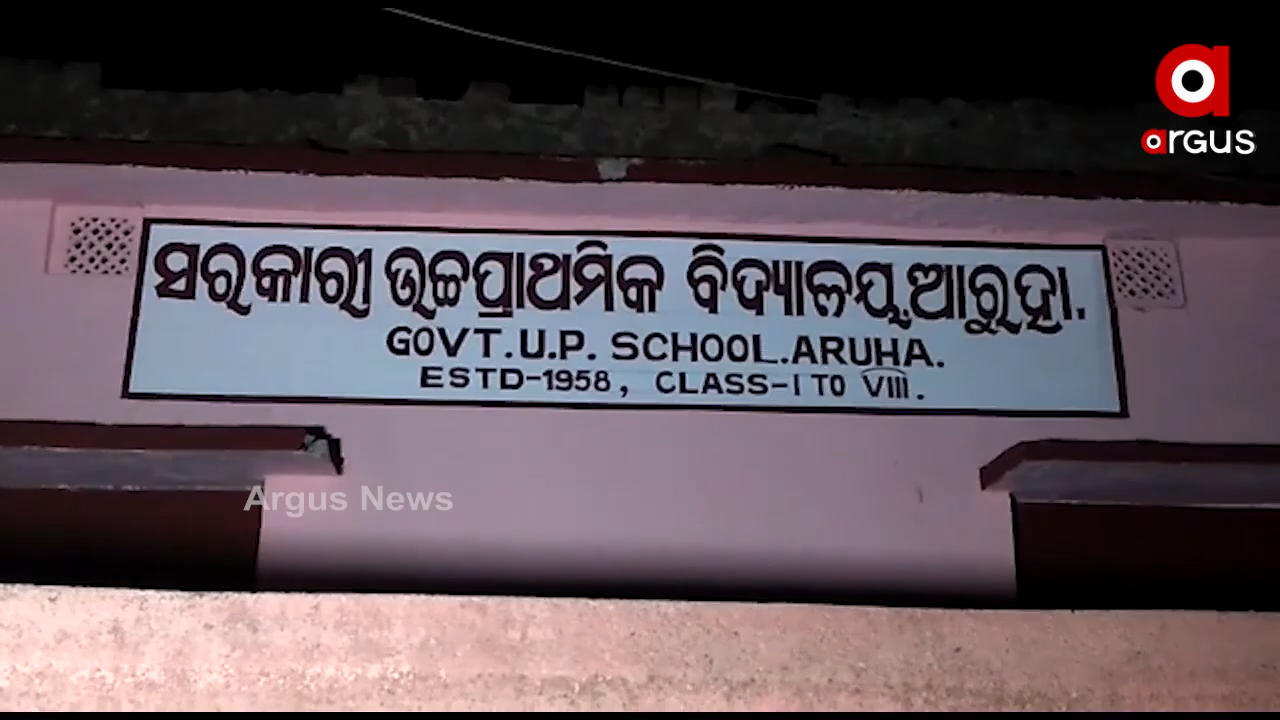 argus
ସରକାରୀ ଉଚ୍ଚପ୍ରାଥମିକ ବିଦ୍ୟାଳୟ,ଆରୁହା.
GOVT.U.P. SCHOOL.ARUHA.
ESTD-1958, CLASS-I TO VIII.
Argus News